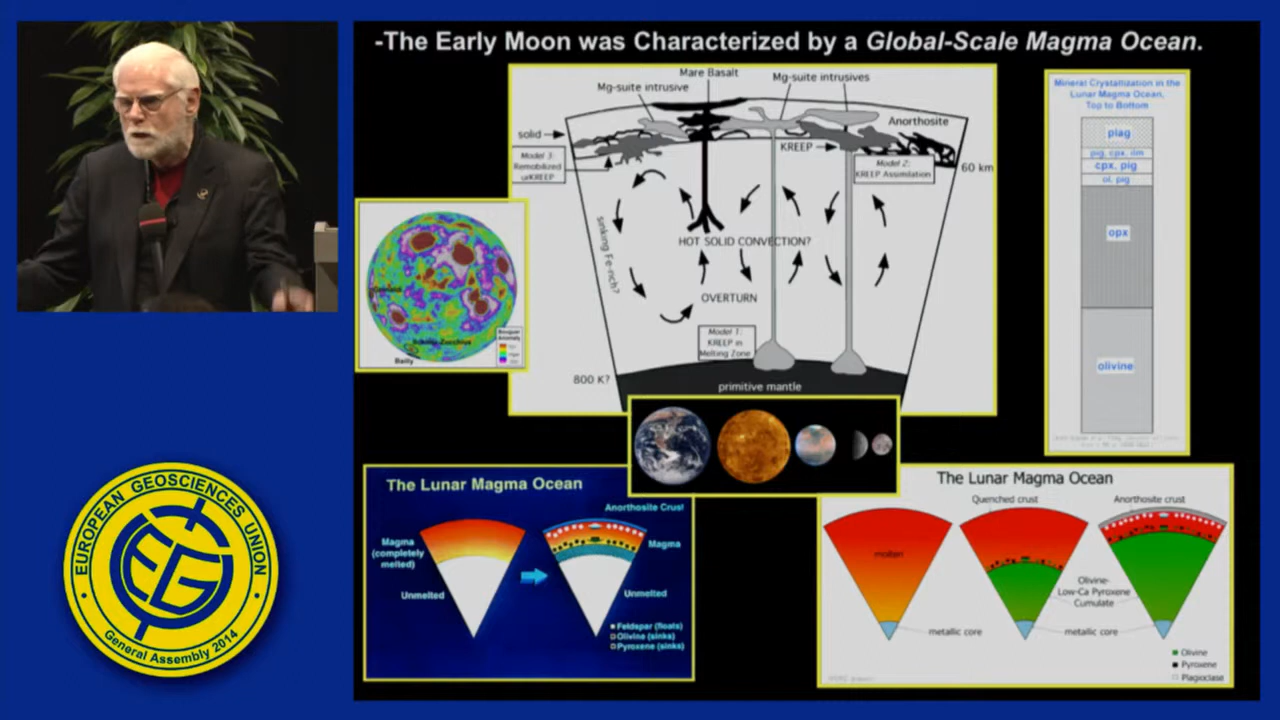 -The Early Moon was Characterized by a Global-Scale Magma Ocean.
Mare Basalt
Mg-suite intrusive
Mg-suite intrusives
solid
Anorthosite
KREEP
Model 3:
Remobilized
urKREEP
Model 2:
KREEP Assimilation
60 km
sinking Fe-rich?
HOT SOLID CONVECTION?
OVERTURN
Model 1:
KREEP in
Melting Zone
800 K?
primitive mantle
Mineral Crystallization in the
Lunar Magma Ocean,
Top to Bottom
plag
pig, cpx, ilm
cpx, pig
ol, pig
opx
olivine
Bailly
Bouguer
Anomaly
The Lunar Magma Ocean
Anorthosite Crust
Magma
(completely
melted)
Magma
Unmelted
Unmelted
Feldspar (floats)
Olivine (sinks)
Pyroxene (sinks)
The Lunar Magma Ocean
Quenched crust
Anorthosite crust
molten
Olivine-
Low-Ca Pyroxene
Cumulate
metallic core
metallic core
Olivine
Pyroxene
Plagioclase
EUROPEAN GEOSCIENCES UNION
EGU
General Assembly 2014